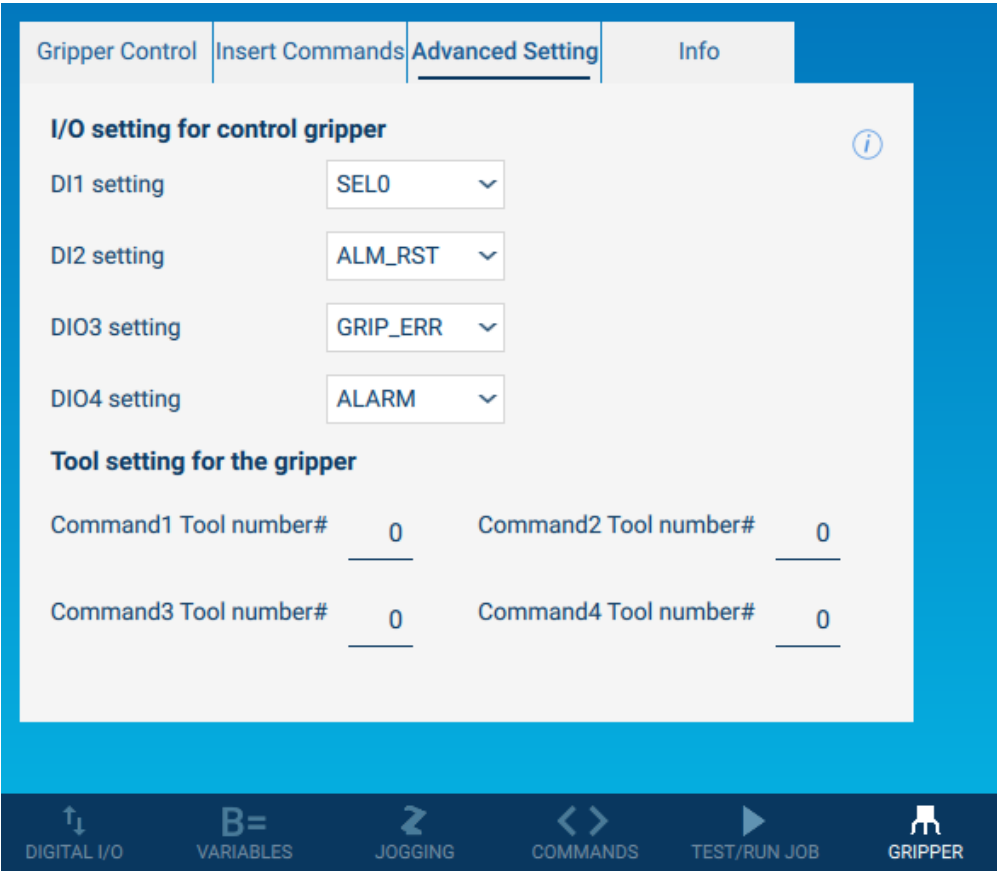 Gripper Control Insert Commands Advanced Setting Info
I/O setting for control gripper
i
DI1 setting SEL0
DI2 setting ALM_RST
DIO3 setting GRIP_ERR
DIO4 setting ALARM
Tool setting for the gripper
Command1 Tool number# 0 Command2 Tool number# 0
Command3 Tool number# 0 Command4 Tool number# 0
B=
DIGITAL I/O VARIABLES JOGGING COMMANDS TEST/RUN JOB GRIPPER